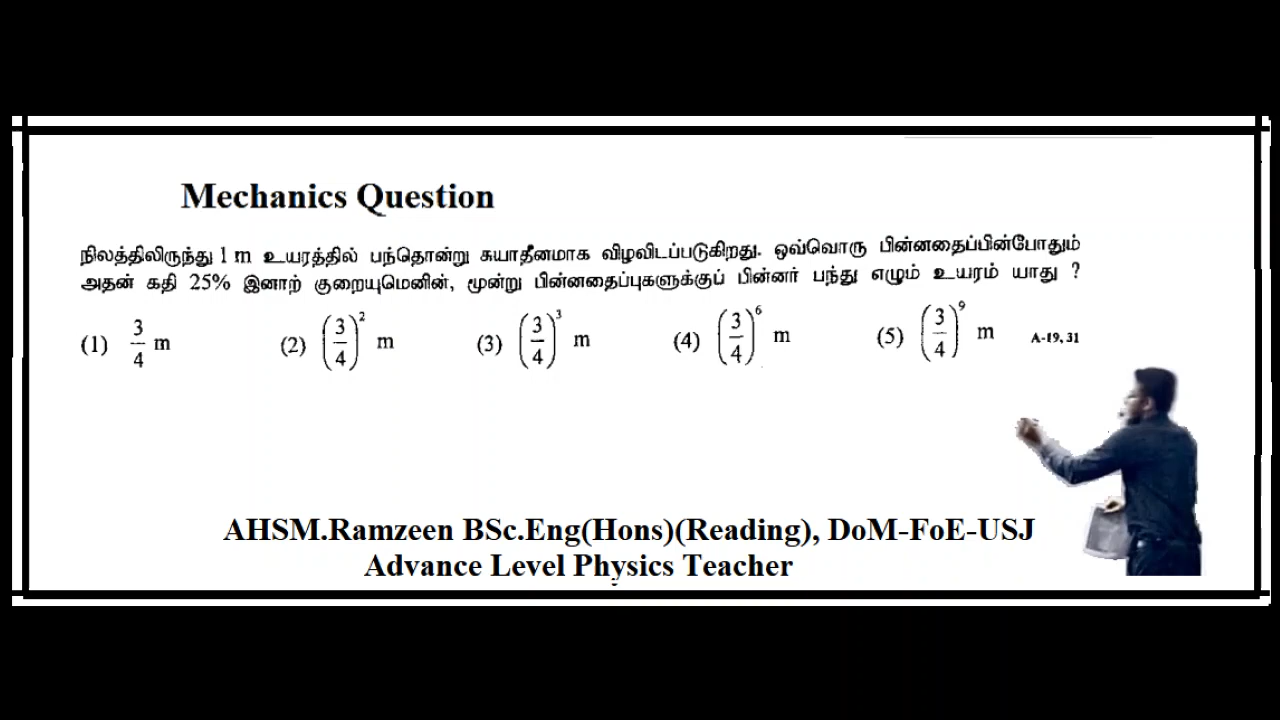 Mechanics Question
நிலத்திலிருந்து 1 m உயரத்தில் பந்தொன்று சுயாதீனமாக விழவிடப்படுகிறது. ஒவ்வொரு பின்னதைப்பின்போதும்
அதன் கதி 25% இனாற் குறையுமெனின், மூன்று பின்னதைப்புகளுக்குப் பின்னர் பந்து எழும் உயரம் யாது ?
(1) 3/4 m (2) (3/4)² m (3) (3/4)³ m (4) (3/4)⁶ m (5) (3/4)⁹ m A-19, 31
AHSM.Ramzeen BSc.Eng(Hons)(Reading), DoM-FoE-USJ
Advance Level Physics Teacher